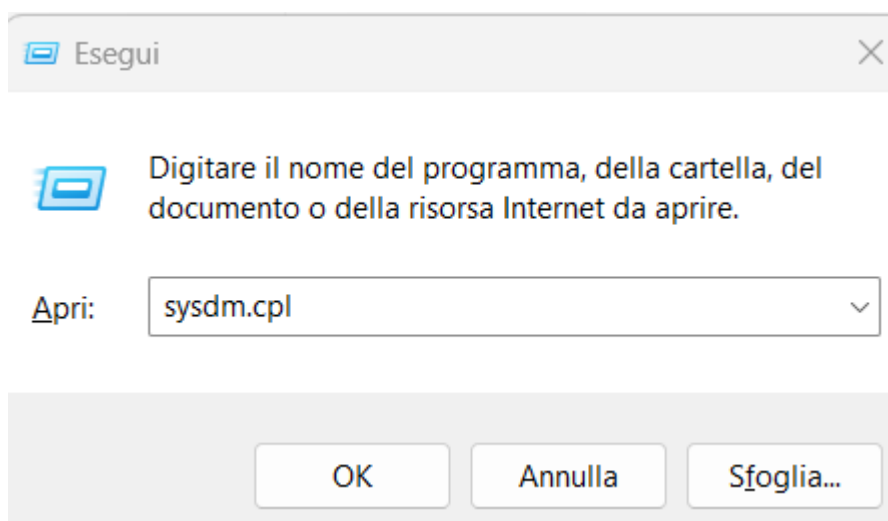 Esegui
Digitare il nome del programma, della cartella, del
documento o della risorsa Internet da aprire.
Apri: sysdm.cpl
OK Annulla Sfoglia...